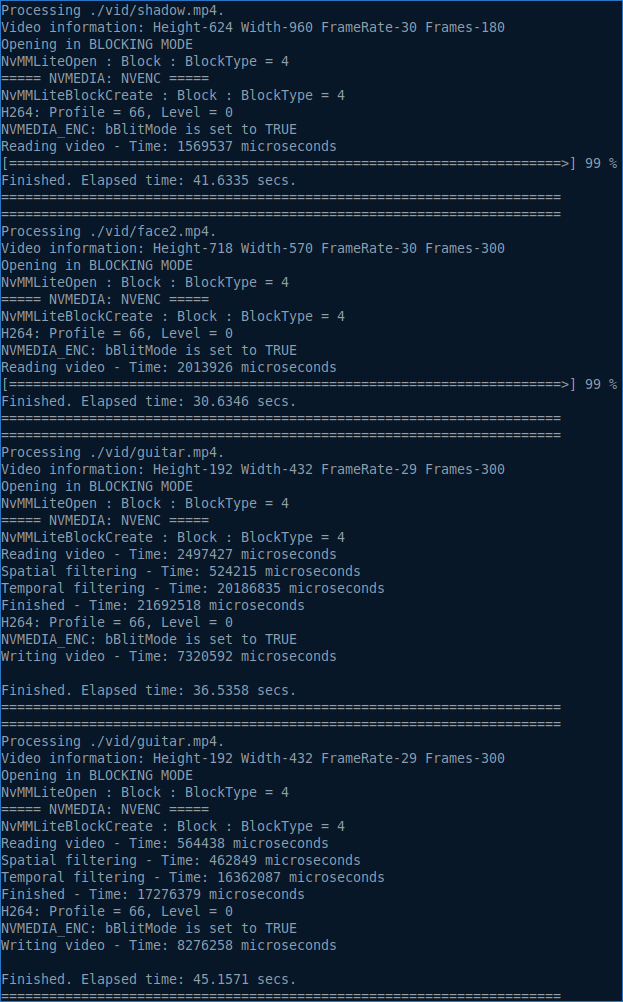 Processing ./vid/shadow.mp4.
Video information: Height-624 Width-960 FrameRate-30 Frames-180
Opening in BLOCKING MODE
NvMMLiteOpen : Block : BlockType = 4
===== NVMEDIA: NVENC =====
NvMMLiteBlockCreate : Block : BlockType = 4
H264: Profile = 66, Level = 0
NVMEDIA_ENC: bBlitMode is set to TRUE
Reading video - Time: 1569537 microseconds
[=====================================================================>] 99 %
Finished. Elapsed time: 41.6335 secs.
======================================================================
======================================================================
Processing ./vid/face2.mp4.
Video information: Height-718 Width-570 FrameRate-30 Frames-300
Opening in BLOCKING MODE
NvMMLiteOpen : Block : BlockType = 4
===== NVMEDIA: NVENC =====
NvMMLiteBlockCreate : Block : BlockType = 4
H264: Profile = 66, Level = 0
NVMEDIA_ENC: bBlitMode is set to TRUE
Reading video - Time: 2013926 microseconds
[=====================================================================>] 99 %
Finished. Elapsed time: 30.6346 secs.
======================================================================
======================================================================
Processing ./vid/guitar.mp4.
Video information: Height-192 Width-432 FrameRate-29 Frames-300
Opening in BLOCKING MODE
NvMMLiteOpen : Block : BlockType = 4
===== NVMEDIA: NVENC =====
NvMMLiteBlockCreate : Block : BlockType = 4
Reading video - Time: 2497427 microseconds
Spatial filtering - Time: 524215 microseconds
Temporal filtering - Time: 20186835 microseconds
Finished - Time: 21692518 microseconds
H264: Profile = 66, Level = 0
NVMEDIA_ENC: bBlitMode is set to TRUE
Writing video - Time: 7320592 microseconds
Finished. Elapsed time: 36.5358 secs.
======================================================================
======================================================================
Processing ./vid/guitar.mp4.
Video information: Height-192 Width-432 FrameRate-29 Frames-300
Opening in BLOCKING MODE
NvMMLiteOpen : Block : BlockType = 4
===== NVMEDIA: NVENC =====
NvMMLiteBlockCreate : Block : BlockType = 4
Reading video - Time: 564438 microseconds
Spatial filtering - Time: 462849 microseconds
Temporal filtering - Time: 16362087 microseconds
Finished - Time: 17276379 microseconds
H264: Profile = 66, Level = 0
NVMEDIA_ENC: bBlitMode is set to TRUE
Writing video - Time: 8276258 microseconds
Finished. Elapsed time: 45.1571 secs.
======================================================================